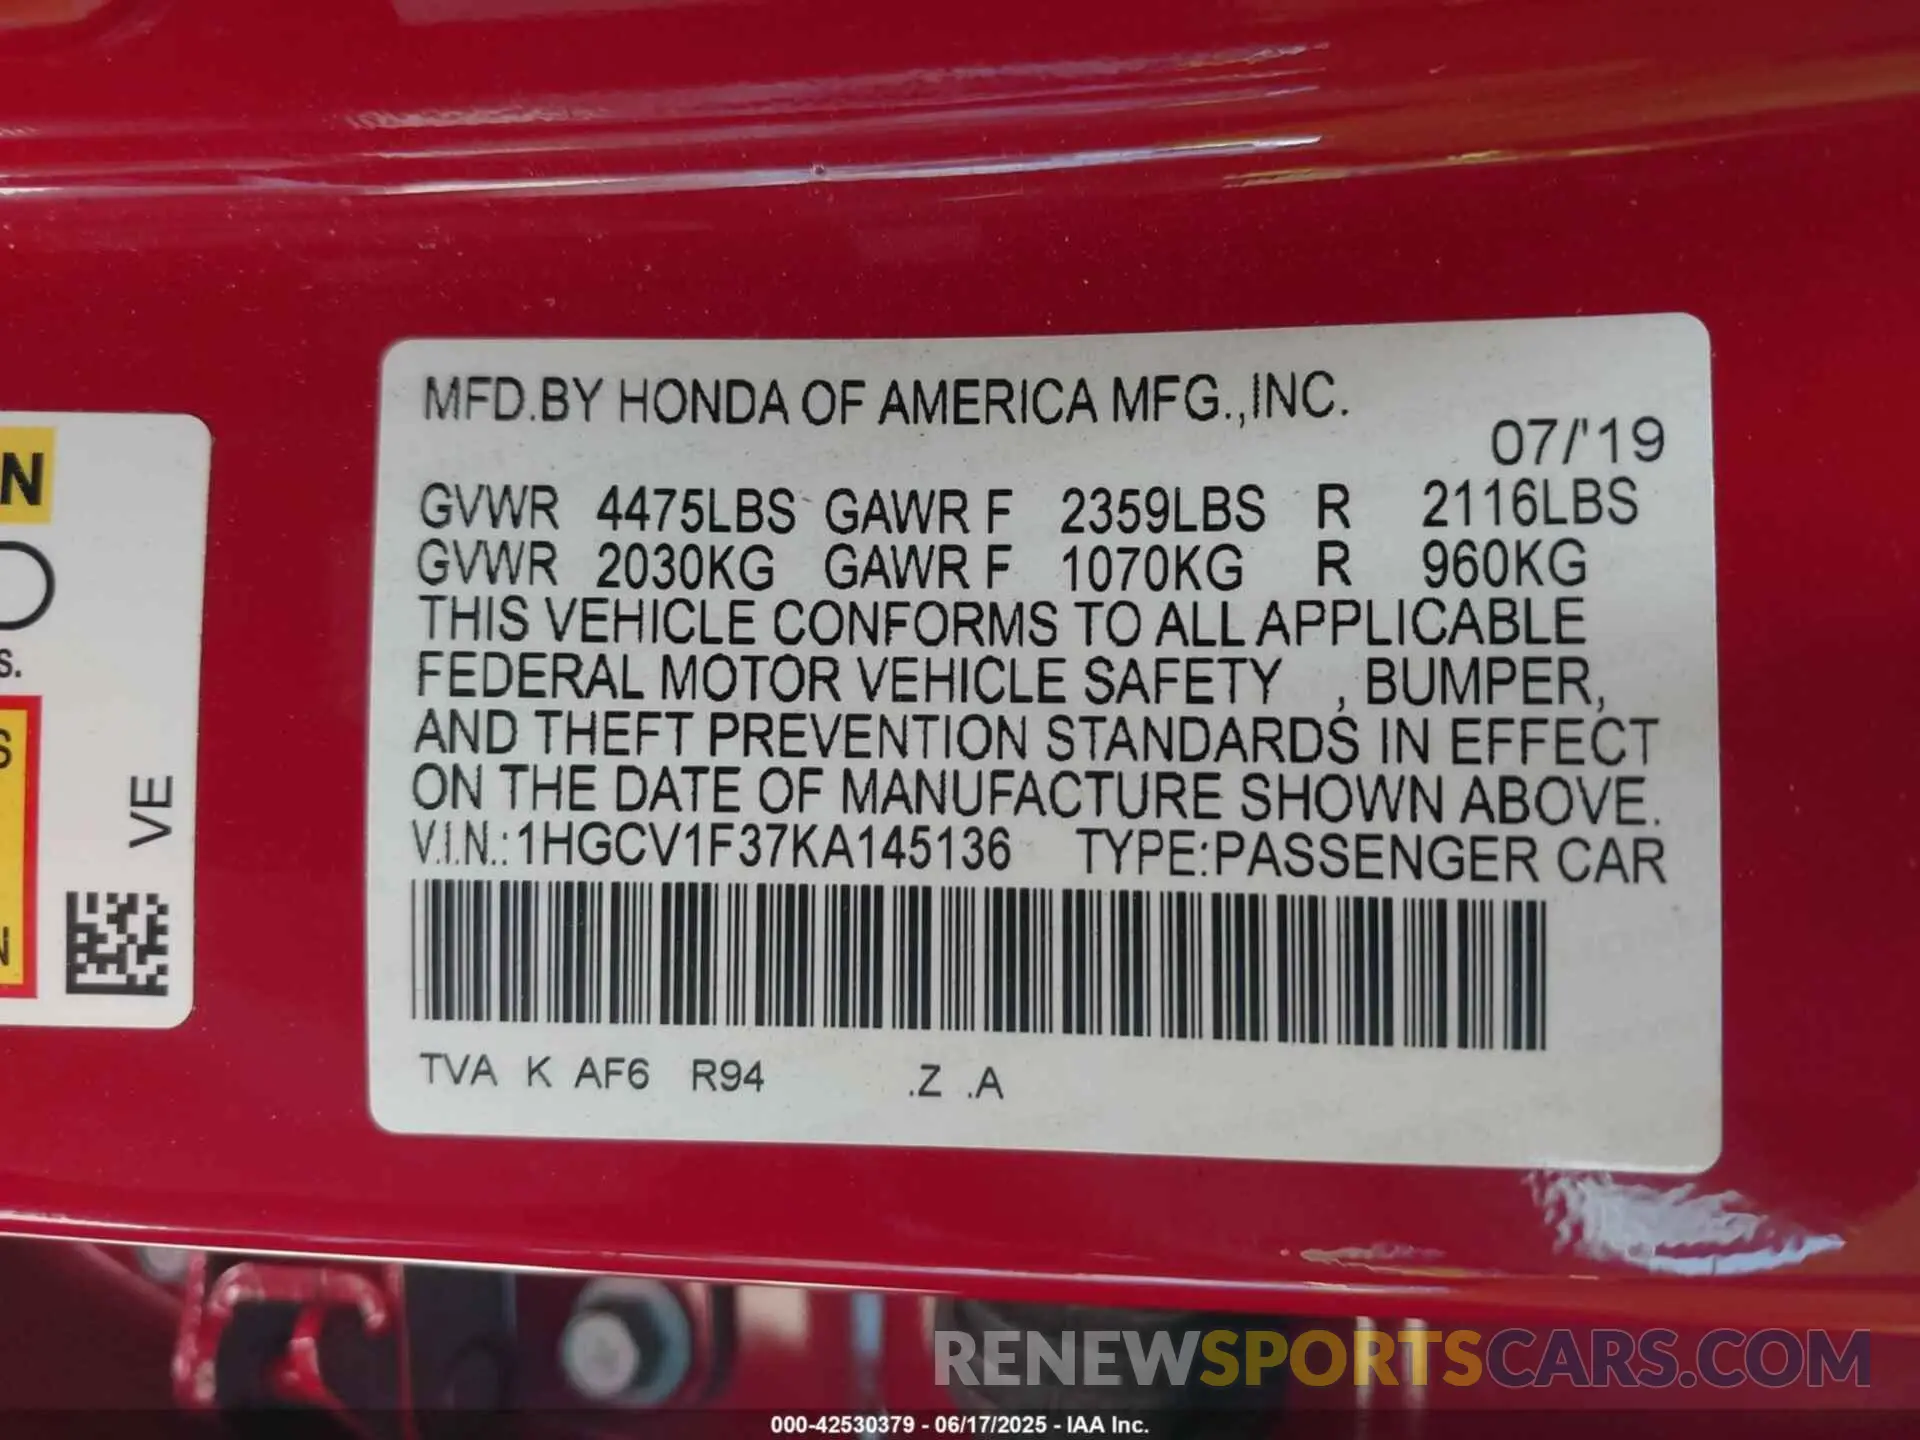 MFD.BY HONDA OF AMERICA MFG.,INC.
07/'19
GVWR 4475LBS GAWR F 2359LBS R 2116LBS
GVWR 2030KG GAWR F 1070KG R 960KG
THIS VEHICLE CONFORMS TO ALL APPLICABLE
FEDERAL MOTOR VEHICLE SAFETY , BUMPER,
AND THEFT PREVENTION STANDARDS IN EFFECT
ON THE DATE OF MANUFACTURE SHOWN ABOVE.
V.I.N.:1HGCV1F37KA145136 TYPE:PASSENGER CAR
TVA K AF6 R94 .Z .A
N
S.
S
N
VE
RENEWSPORTSCARS.COM
000-42530379 - 06/17/2025 - IAA Inc.